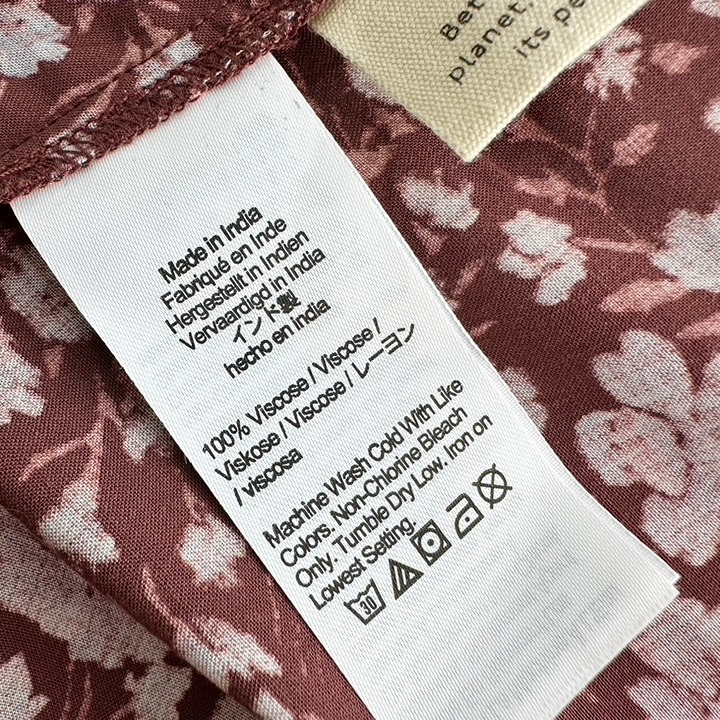 Bet
planet,
its pe
Made in India
Fabriqué en Inde
Hergestellt in Indien
Vervaardigd in India
インド製
hecho en india
100% Viscose / Viscose /
Viskose / Viscose / レーヨン
/ viscosa
Machine Wash Cold With Like
Colors. Non-Chlorine Bleach
Only. Tumble Dry Low. Iron on
Lowest Setting.
30